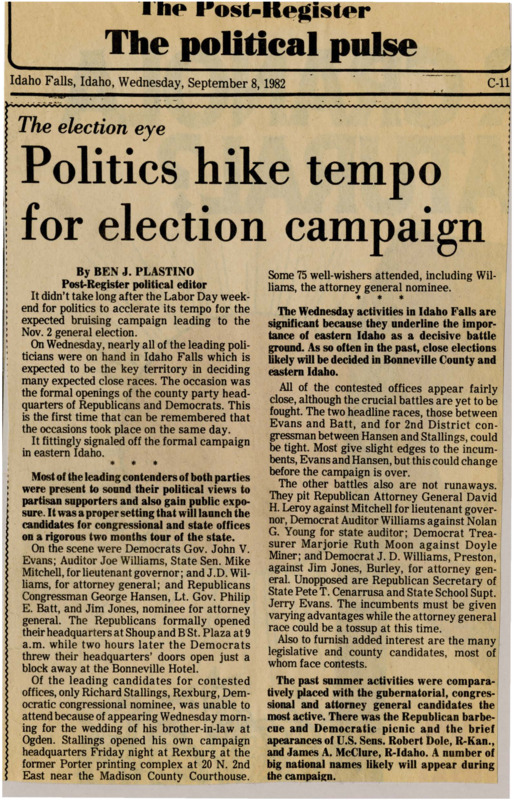 The Post-Register
The political pulse
Idaho Falls, Idaho, Wednesday, September 8, 1982 C-11
The election eye
Politics hike tempo
for election campaign
By BEN J. PLASTINO
Post-Register political editor
It didn't take long after the Labor Day week-
end for politics to acclerate its tempo for the
expected bruising campaign leading to the
Nov. 2 general election.
On Wednesday, nearly all of the leading poli-
ticians were on hand in Idaho Falls which is
expected to be the key territory in deciding
many expected close races. The occasion was
the formal openings of the county party head-
quarters of Republicans and Democrats. This
is the first time that can be remembered that
the occasions took place on the same day.
It fittingly signaled off the formal campaign
in eastern Idaho.
* * *
Most of the leading contenders of both parties
were present to sound their political views to
partisan supporters and also gain public expo-
sure. It was a proper setting that will launch the
candidates for congressional and state offices
on a rigorous two months tour of the state.
On the scene were Democrats Gov. John V.
Evans; Auditor Joe Williams, State Sen. Mike
Mitchell, for lieutenant governor; and J.D. Wil-
liams, for attorney general; and Republicans
Congressman George Hansen, Lt. Gov. Philip
E. Batt, and Jim Jones, nominee for attorney
general. The Republicans formally opened
their headquarters at Shoup and B St. Plaza at 9
a.m. while two hours later the Democrats
threw their headquarters' doors open just a
block away at the Bonneville Hotel.
Of the leading candidates for contested
offices, only Richard Stallings, Rexburg, Dem-
ocratic congressional nominee, was unable to
attend because of appearing Wednesday morn-
ing for the wedding of his brother-in-law at
Ogden. Stallings opened his own campaign
headquarters Friday night at Rexburg at the
former Porter printing complex at 20 N. 2nd
East near the Madison County Courthouse.
Some 75 well-wishers attended, including Wil-
liams, the attorney general nominee.
* * *
The Wednesday activities in Idaho Falls are
significant because they underline the impor-
tance of eastern Idaho as a decisive battle
ground. As so often in the past, close elections
likely will be decided in Bonneville County and
eastern Idaho.
All of the contested offices appear fairly
close, although the crucial battles are yet to be
fought. The two headline races, those between
Evans and Batt, and for 2nd District con-
gressman between Hansen and Stallings, could
be tight. Most give slight edges to the incum-
bents, Evans and Hansen, but this could change
before the campaign is over.
The other battles also are not runaways.
They pit Republican Attorney General David
H. Leroy against Mitchell for lieutenant gover-
nor, Democrat Auditor Williams against Nolan
G. Young for state auditor; Democrat Trea-
surer Marjorie Ruth Moon against Doyle
Miner; and Democrat J.D. Williams, Preston,
against Jim Jones, Burley, for attorney gen-
eral. Unopposed are Republican Secretary of
State Pete T. Cenarrusa and State School Supt.
Jerry Evans. The incumbents must be given
varying advantages while the attorney general
race could be a tossup at this time.
Also to furnish added interest are the many
legislative and county candidates, most of
whom face contests.
The past summer activities were compara-
tively placed with the gubernatorial, congres-
sional and attorney general candidates the
most active. There was the Republican barbe-
cue and Democratic picnic and the brief
apearances of U.S. Sens. Robert Dole, R-Kan.,
and James A. McClure, R-Idaho. A number of
big national names likely will appear during
the campaign.